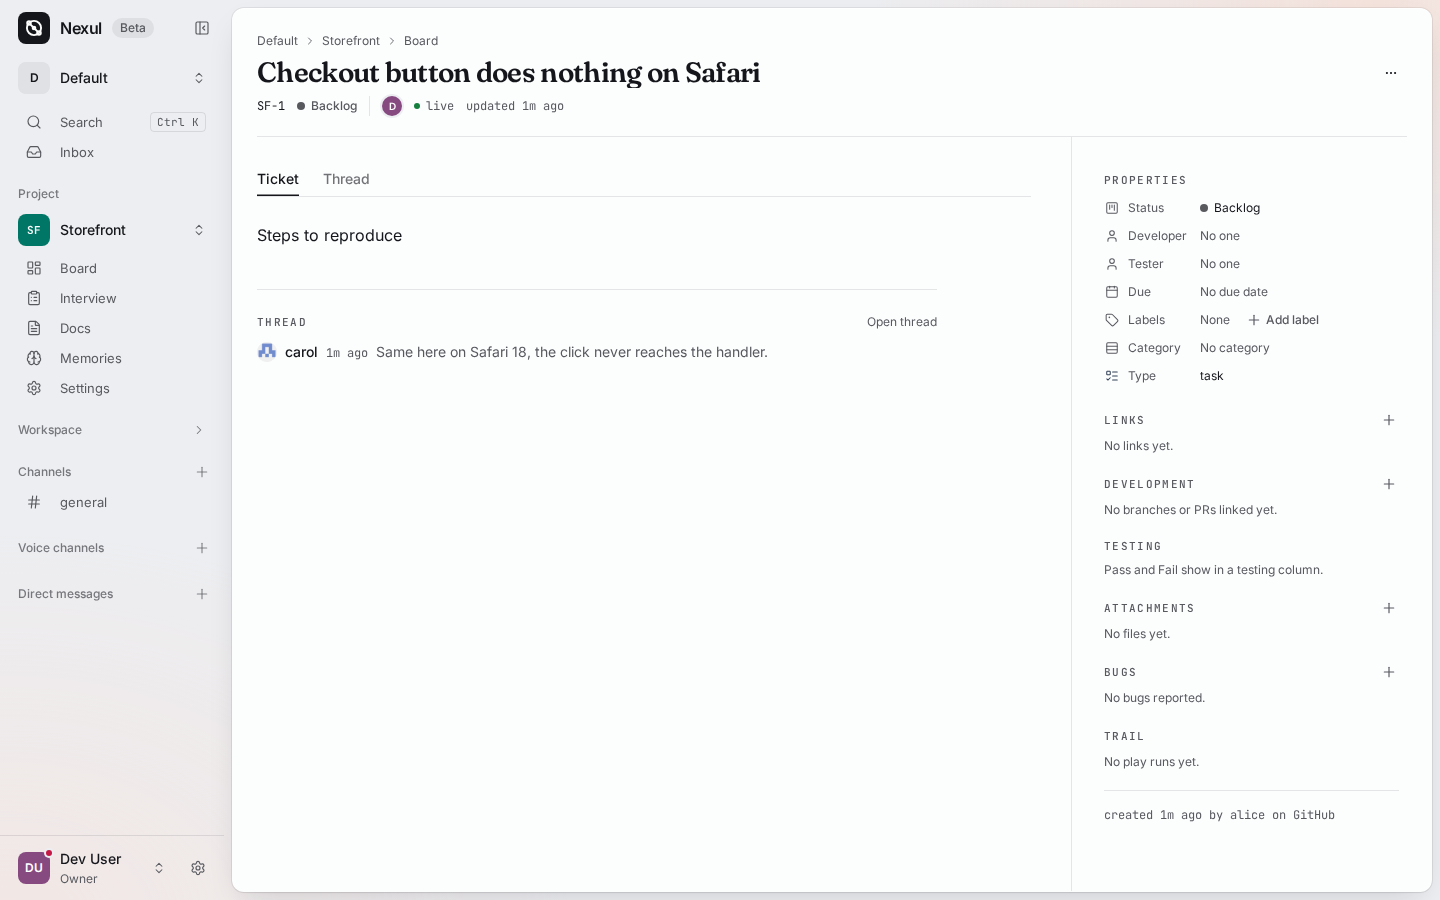 Nexul Beta
D Default
Search Ctrl K
Inbox
Project
SF Storefront
Board
Interview
Docs
Memories
Settings
Workspace
Channels
general
Voice channels
Direct messages
DU Dev User
Owner
Default > Storefront > Board
Checkout button does nothing on Safari
...
SF-1 Backlog D live updated 1m ago
Ticket Thread
Steps to reproduce
THREAD Open thread
carol 1m ago Same here on Safari 18, the click never reaches the handler.
PROPERTIES
Status Backlog
Developer No one
Tester No one
Due No due date
Labels None + Add label
Category No category
Type task
LINKS
No links yet.
DEVELOPMENT
No branches or PRs linked yet.
TESTING
Pass and Fail show in a testing column.
ATTACHMENTS
No files yet.
BUGS
No bugs reported.
TRAIL
No play runs yet.
created 1m ago by alice on GitHub